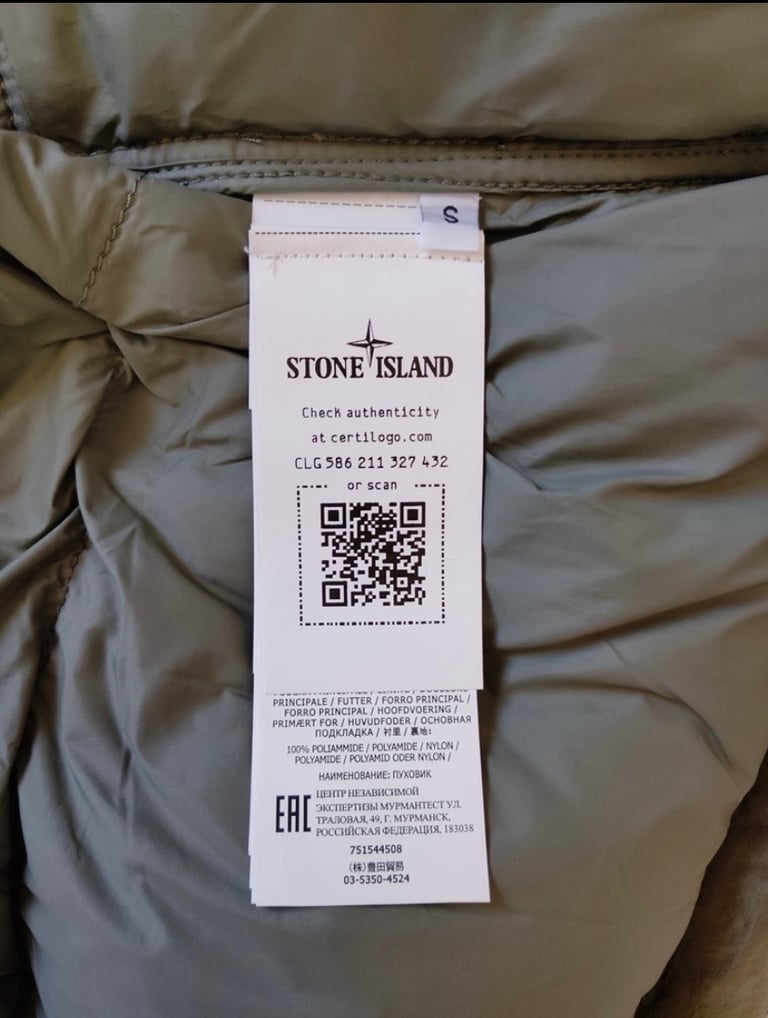 S
STONE ISLAND
Check authenticity
at certilogo.com
CLG 586 211 327 432
or scan
PRINCIPALE / FUTTER / FORRO PRINCIPAL /
FORRO PRINCIPAL / HOOFDVOERING /
PRIMÆRT FOR / HUVUDFODER / ОСНОВНАЯ
ПОДКЛАДКА / 衬里 / 裏地:
100% POLIAMMIDE / POLYAMIDE / NYLON /
POLYAMIDE / POLYAMID ODER NYLON /
НАИМЕНОВАНИЕ: ПУХОВИК
EAC
ЦЕНТР НЕЗАВИСИМОЙ
ЭКСПЕРТИЗЫ МУРМАНТЕСТ УЛ.
ТРАЛОВАЯ, 49, Г. МУРМАНСК,
РОССИЙСКАЯ ФЕДЕРАЦИЯ, 183038
751544508
(株)豊田貿易
03-5350-4524